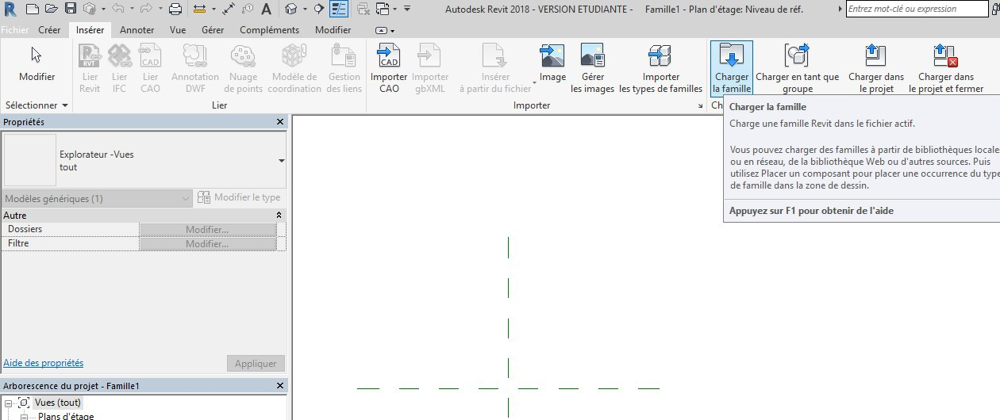 Autodesk Revit 2018 - VERSION ETUDIANTE - Famille1 - Plan d'étage: Niveau de réf.
Entrez mot-clé ou expression
Fichier Créer Insérer Annoter Vue Gérer Compléments Modifier
Modifier
Lier Revit
Lier IFC
Lier CAO
Annotation DWF
Nuage de points
Modèle de coordination
Gestion des liens
Importer CAO
Importer gbXML
Insérer à partir du fichier
Image
Gérer les images
Importer les types de familles
Charger la famille
Charger en tant que groupe
Charger dans le projet
Charger dans le projet et fermer
Sélectionner
Lier
Importer
Ch
Charger la famille
Charge une famille Revit dans le fichier actif.
Vous pouvez charger des familles à partir de bibliothèques locale
ou en réseau, de la bibliothèque Web ou d'autres sources. Puis
utilisez Placer un composant pour placer une occurrence du type
de famille dans la zone de dessin.
Appuyez sur F1 pour obtenir de l'aide
Propriétés
Explorateur -Vues
tout
Modèles génériques (1)
Modifier le type
Autre
Dossiers Modifier...
Filtre Modifier...
Aide des propriétés
Appliquer
Arborescence du projet - Famille1
Vues (tout)
Plans d'étage